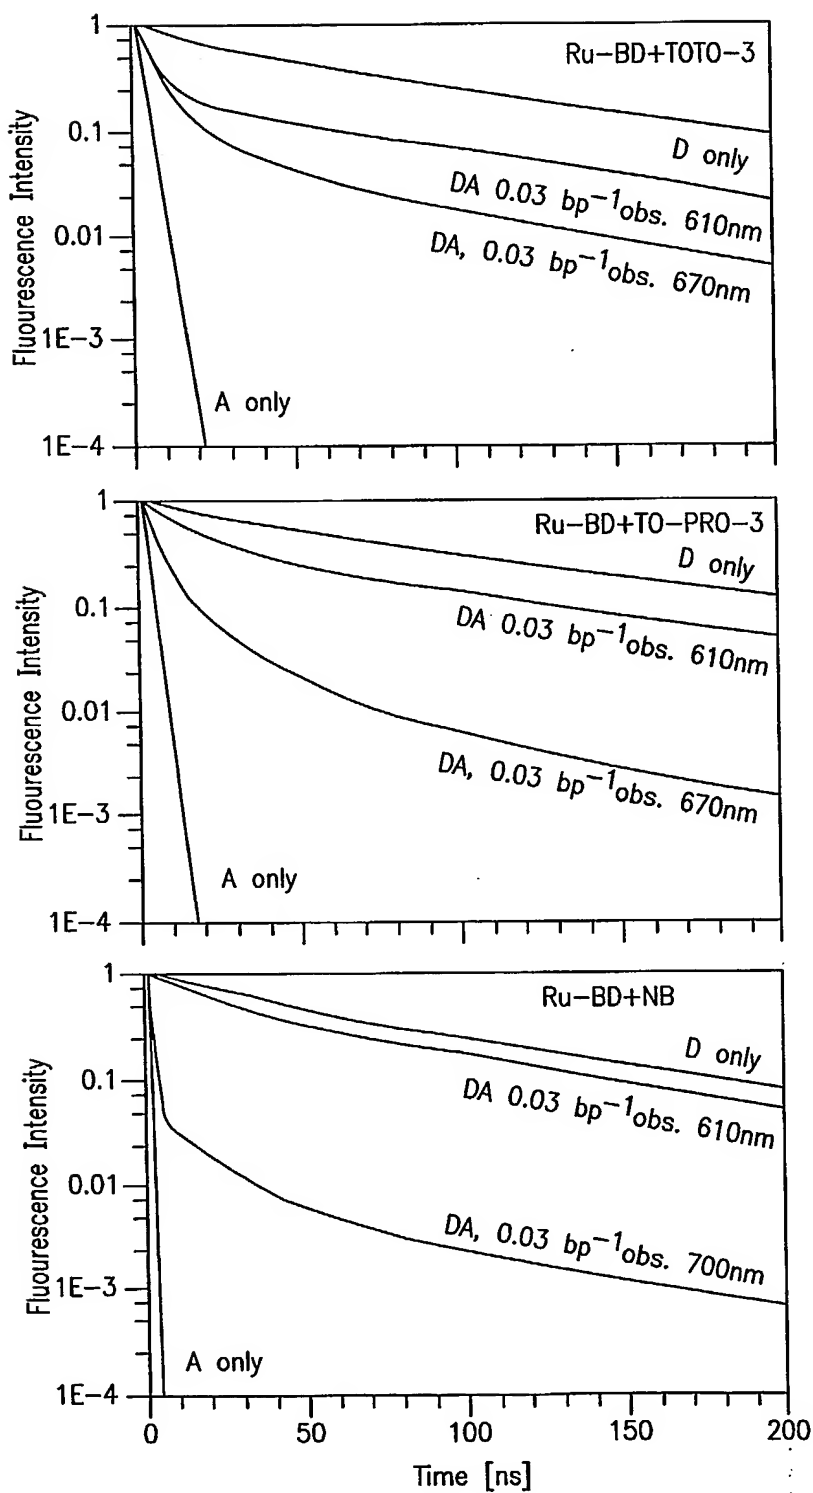 Ru-BD+TOTO-3
1
0.1
0.01
1E-3
1E-4
Fluourescence Intensity
D only
DA 0.03 bp-1obs. 610nm
DA, 0.03 bp-1obs. 670nm
A only
Ru-BD+TO-PRO-3
1
0.1
0.01
1E-3
1E-4
Fluourescence Intensity
D only
DA 0.03 bp-1obs. 610nm
DA, 0.03 bp-1obs. 670nm
A only
Ru-BD+NB
1
0.1
0.01
1E-3
1E-4
Fluourescence Intensity
D only
DA 0.03 bp-1obs. 610nm
DA, 0.03 bp-1obs. 700nm
A only
0 50 100 150 200
Time [ns]